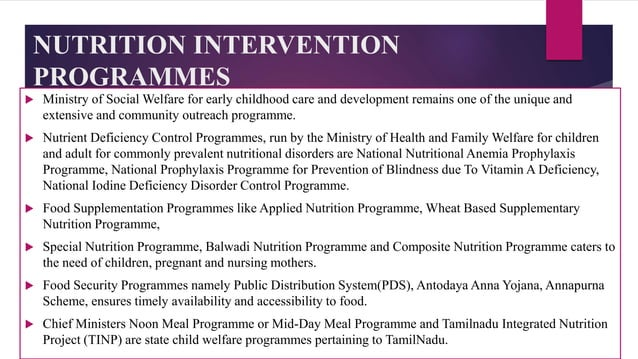 NUTRITION INTERVENTION
PROGRAMMES
Ministry of Social Welfare for early childhood care and development remains one of the unique and
extensive and community outreach programme.
Nutrient Deficiency Control Programmes, run by the Ministry of Health and Family Welfare for children
and adult for commonly prevalent nutritional disorders are National Nutritional Anemia Prophylaxis
Programme, National Prophylaxis Programme for Prevention of Blindness due To Vitamin A Deficiency,
National Iodine Deficiency Disorder Control Programme.
Food Supplementation Programmes like Applied Nutrition Programme, Wheat Based Supplementary
Nutrition Programme,
Special Nutrition Programme, Balwadi Nutrition Programme and Composite Nutrition Programme caters to
the need of children, pregnant and nursing mothers.
Food Security Programmes namely Public Distribution System(PDS), Antodaya Anna Yojana, Annapurna
Scheme, ensures timely availability and accessibility to food.
Chief Ministers Noon Meal Programme or Mid-Day Meal Programme and Tamilnadu Integrated Nutrition
Project (TINP) are state child welfare programmes pertaining to TamilNadu.